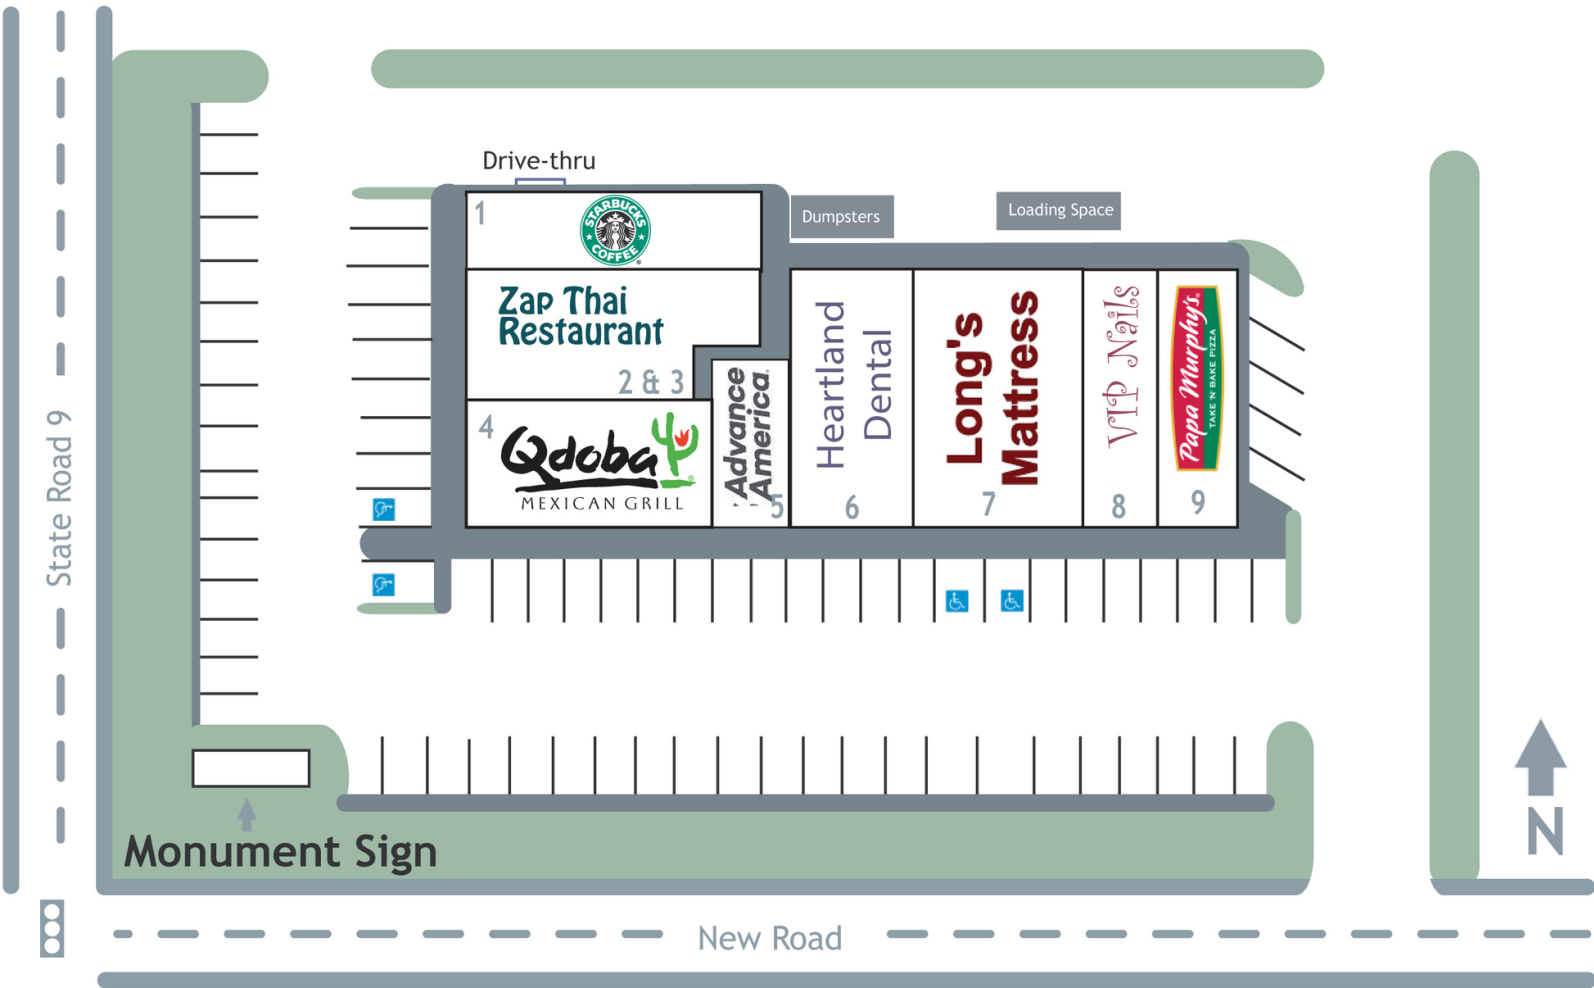 Drive-thru
1
STARBUCKS
COFFEE
Dumpsters
Loading Space
Zap Thai
Restaurant
2 & 3
4
Qdoba
MEXICAN GRILL
Advance
America
5
Heartland
Dental
6
Long's
Mattress
7
VIP Nails
8
Papa Murphy's
TAKE 'N' BAKE PIZZA
9
State Road 9
Monument Sign
N
New Road